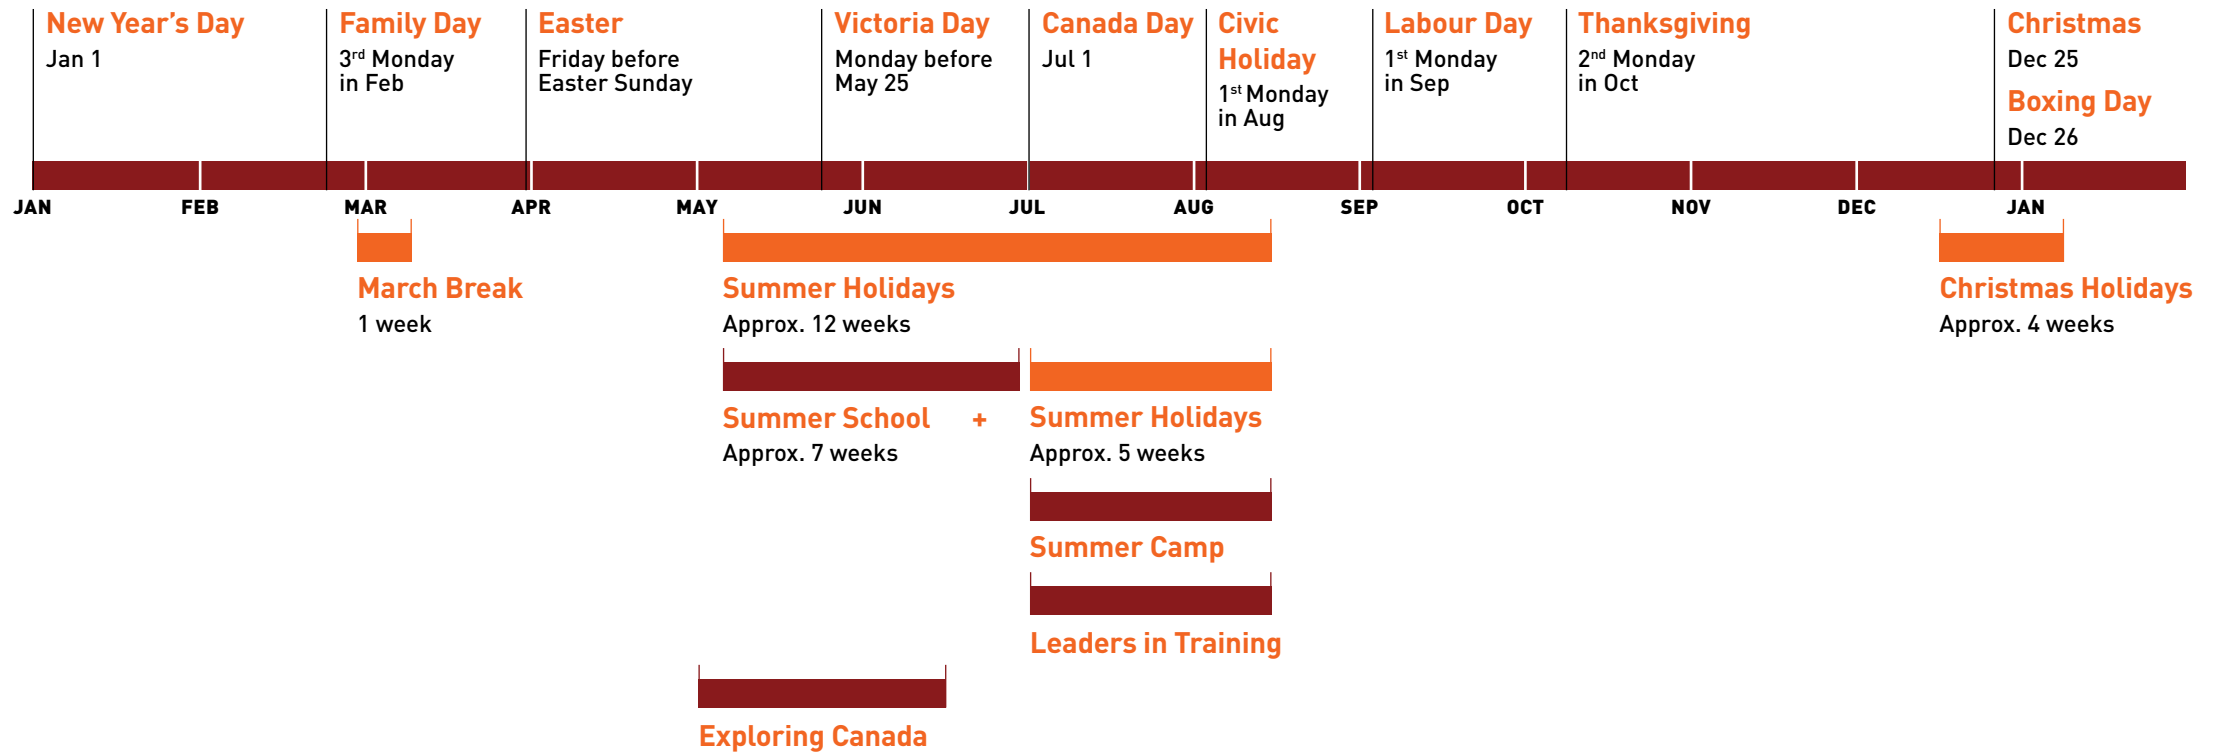 New Year’s Day
Jan 1
Family Day
3rd Monday
in Feb
Easter
Friday before
Easter Sunday
Victoria Day
Monday before
May 25
Canada Day
Jul 1
Civic
Holiday
1st Monday
in Aug
Labour Day
1st Monday
in Sep
Thanksgiving
2nd Monday
in Oct
Christmas
Dec 25
Boxing Day
Dec 26
JAN FEB MAR APR MAY JUN JUL AUG SEP OCT NOV DEC JAN
March Break
1 week
Summer Holidays
Approx. 12 weeks
Christmas Holidays
Approx. 4 weeks
Summer School + Summer Holidays
Approx. 7 weeks Approx. 5 weeks
Summer Camp
Leaders in Training
Exploring Canada